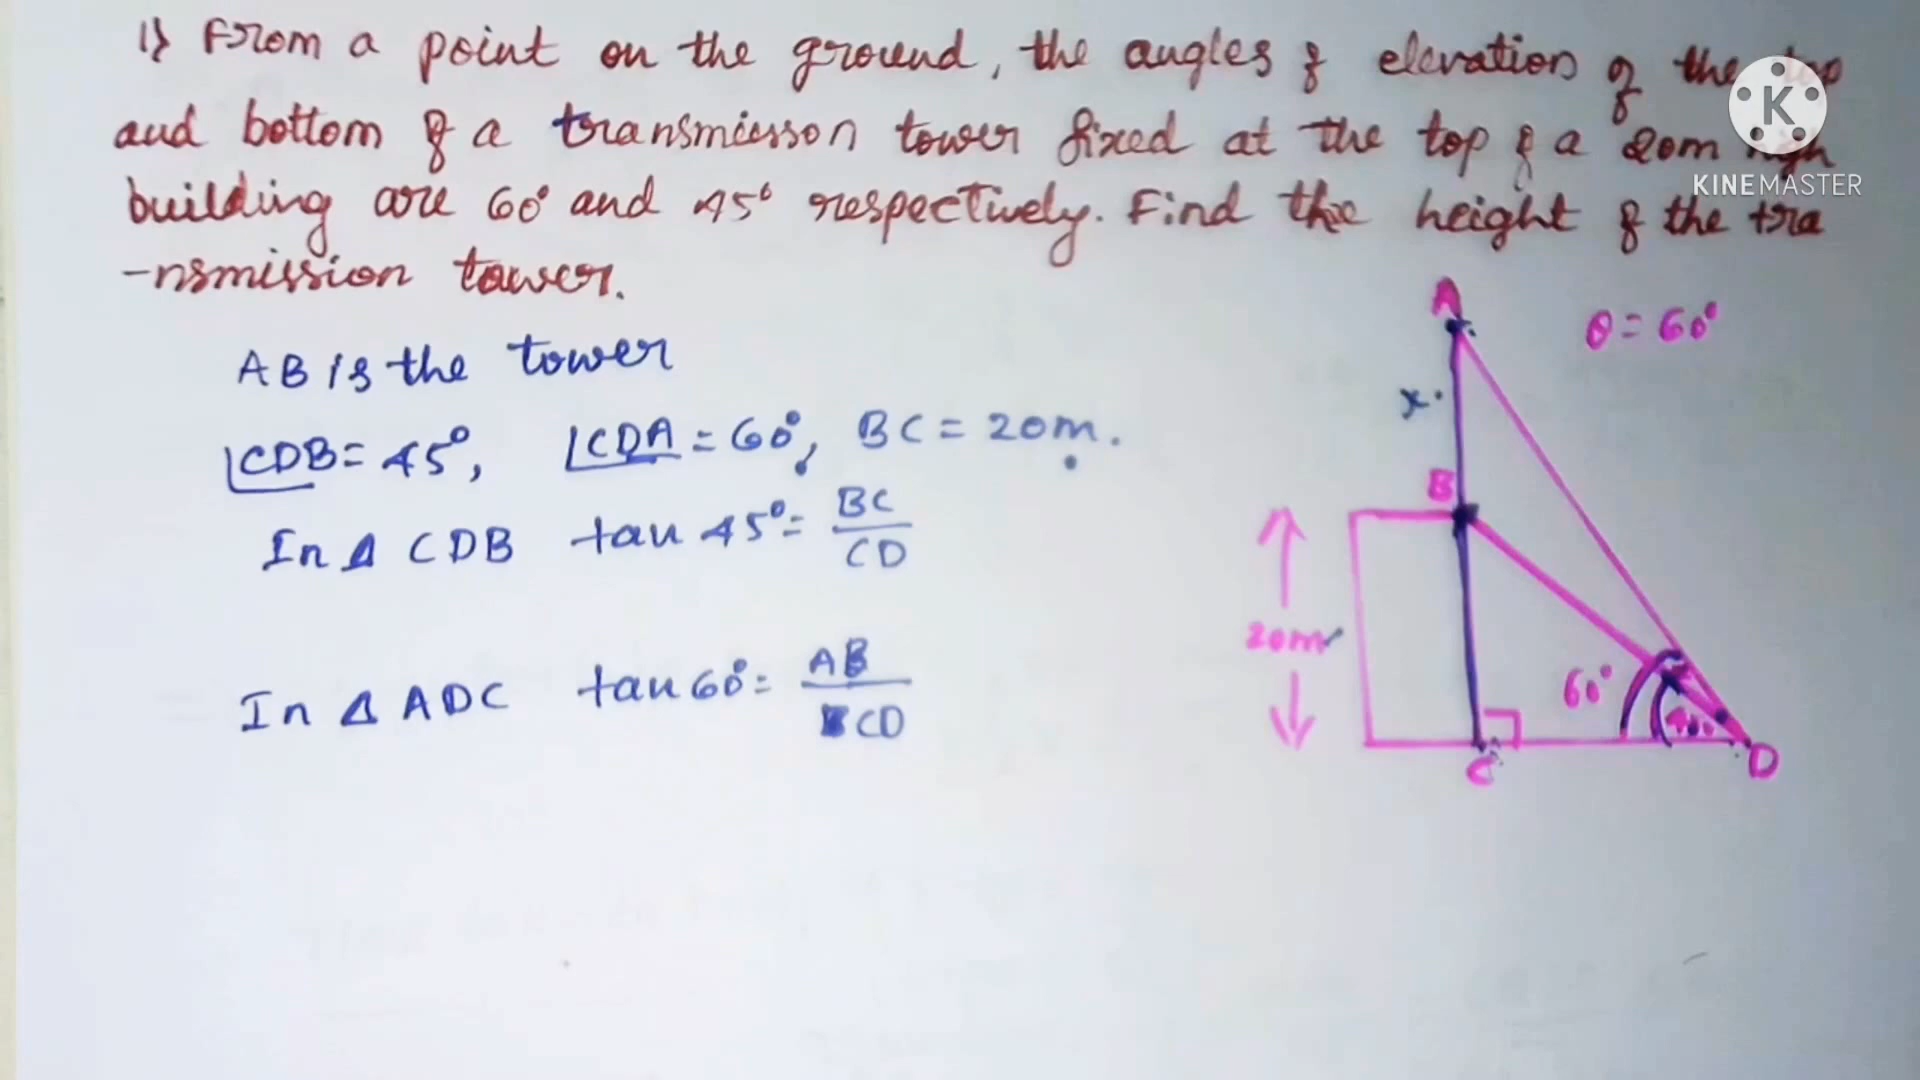 1) From a point on the ground, the angles of elevation of the top
and bottom of a transmiesson tower fixed at the top of a 20m high
building are 60° and 45° respectively. Find the height of the tra
-nsmission tower.
AB is the tower
∠CDB = 45°, ∠CDA = 60°, BC = 20m.
In Δ CDB tan 45° = BC/CD
In Δ ADC tan 60° = AB/CD
A
θ = 60°
x
B
20m
60°
C
D
K
KINEMASTER